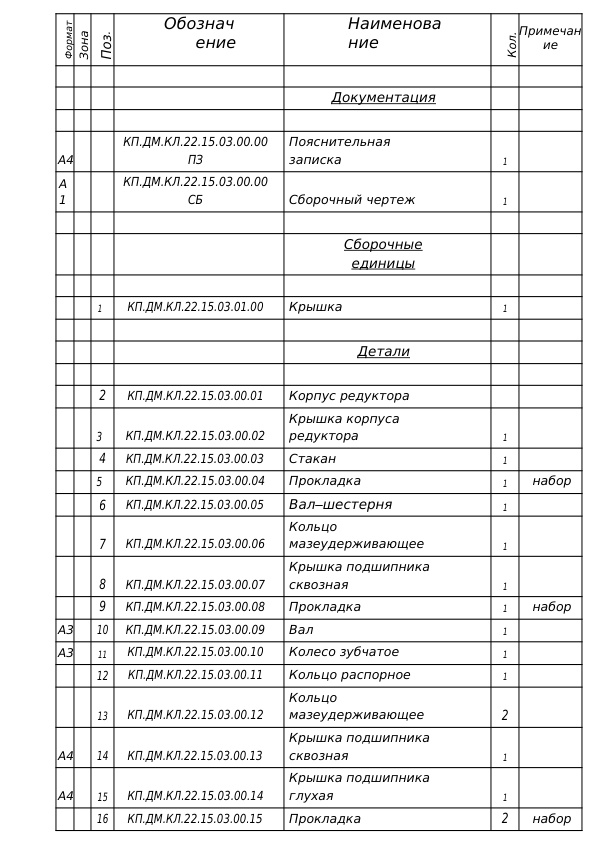 Формат Зона Поз. Обознач Наименова Кол. Примечан
ение ние ие
Документация
КП.ДМ.КЛ.22.15.03.00.00 Пояснительная
А4 ПЗ записка 1
А КП.ДМ.КЛ.22.15.03.00.00
1 СБ Сборочный чертеж 1
Сборочные
единицы
1 КП.ДМ.КЛ.22.15.03.01.00 Крышка 1
Детали
2 КП.ДМ.КЛ.22.15.03.00.01 Корпус редуктора
Крышка корпуса
3 КП.ДМ.КЛ.22.15.03.00.02 редуктора 1
4 КП.ДМ.КЛ.22.15.03.00.03 Стакан 1
5 КП.ДМ.КЛ.22.15.03.00.04 Прокладка 1 набор
6 КП.ДМ.КЛ.22.15.03.00.05 Вал–шестерня 1
Кольцо
7 КП.ДМ.КЛ.22.15.03.00.06 мазеудерживающее 1
Крышка подшипника
8 КП.ДМ.КЛ.22.15.03.00.07 сквозная 1
9 КП.ДМ.КЛ.22.15.03.00.08 Прокладка 1 набор
А3 10 КП.ДМ.КЛ.22.15.03.00.09 Вал 1
А3 11 КП.ДМ.КЛ.22.15.03.00.10 Колесо зубчатое 1
12 КП.ДМ.КЛ.22.15.03.00.11 Кольцо распорное 1
Кольцо
13 КП.ДМ.КЛ.22.15.03.00.12 мазеудерживающее 2
Крышка подшипника
А4 14 КП.ДМ.КЛ.22.15.03.00.13 сквозная 1
Крышка подшипника
А4 15 КП.ДМ.КЛ.22.15.03.00.14 глухая 1
16 КП.ДМ.КЛ.22.15.03.00.15 Прокладка 2 набор